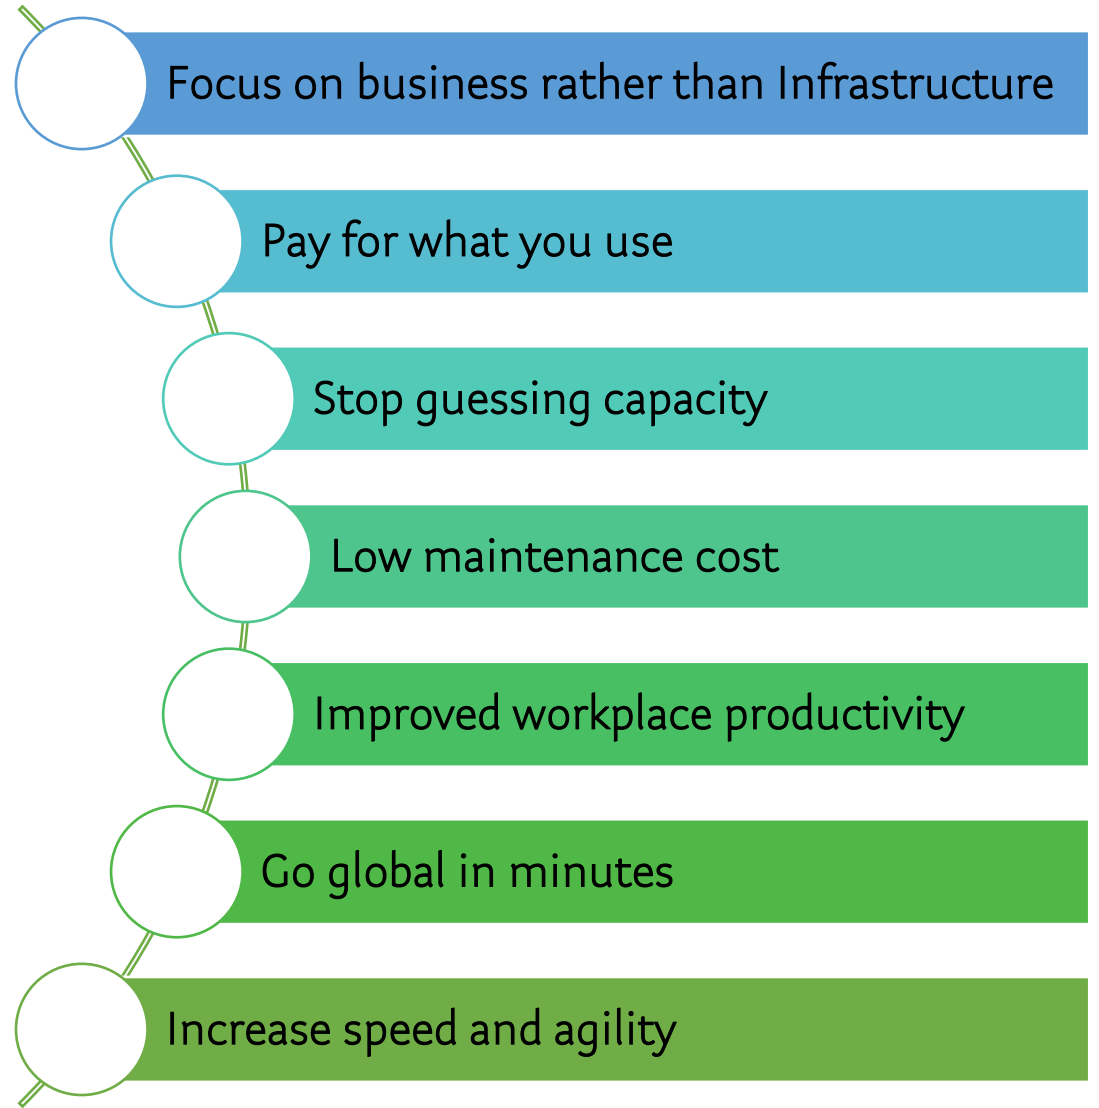 Focus on business rather than Infrastructure
Pay for what you use
Stop guessing capacity
Low maintenance cost
Improved workplace productivity
Go global in minutes
Increase speed and agility